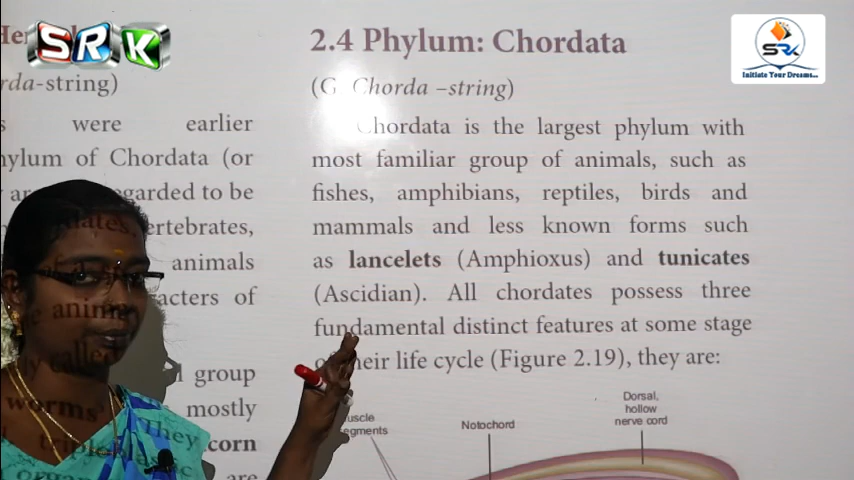 SRK
SRK
Initiate Your Dreams...
rda-string)
were earlier
hylum of Chordata (or
regarded to be
ertebrates,
animals
acters of
group
mostly
corn
are
2.4 Phylum: Chordata
(G Chorda –string)
Chordata is the largest phylum with
most familiar group of animals, such as
fishes, amphibians, reptiles, birds and
mammals and less known forms such
as lancelets (Amphioxus) and tunicates
(Ascidian). All chordates possess three
fundamental distinct features at some stage
of their life cycle (Figure 2.19), they are:
uscle
egments
Notochord
Dorsal,
hollow
nerve cord
worms'
They